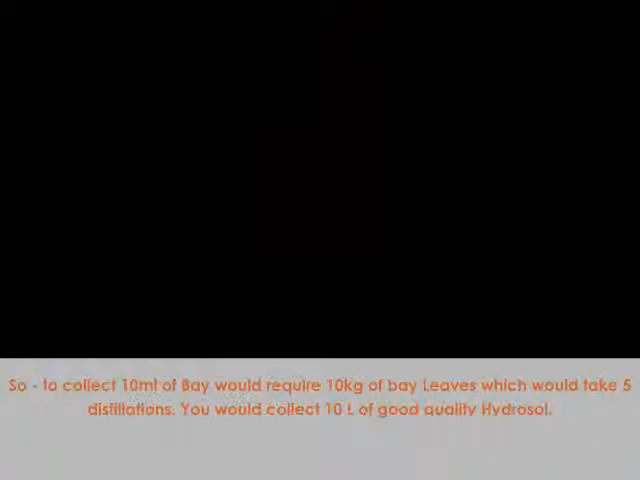 So - to collect 10ml of Bay would require 10kg of bay Leaves which would take 5
distillations. You would collect 10 L of good quality Hydrosol.